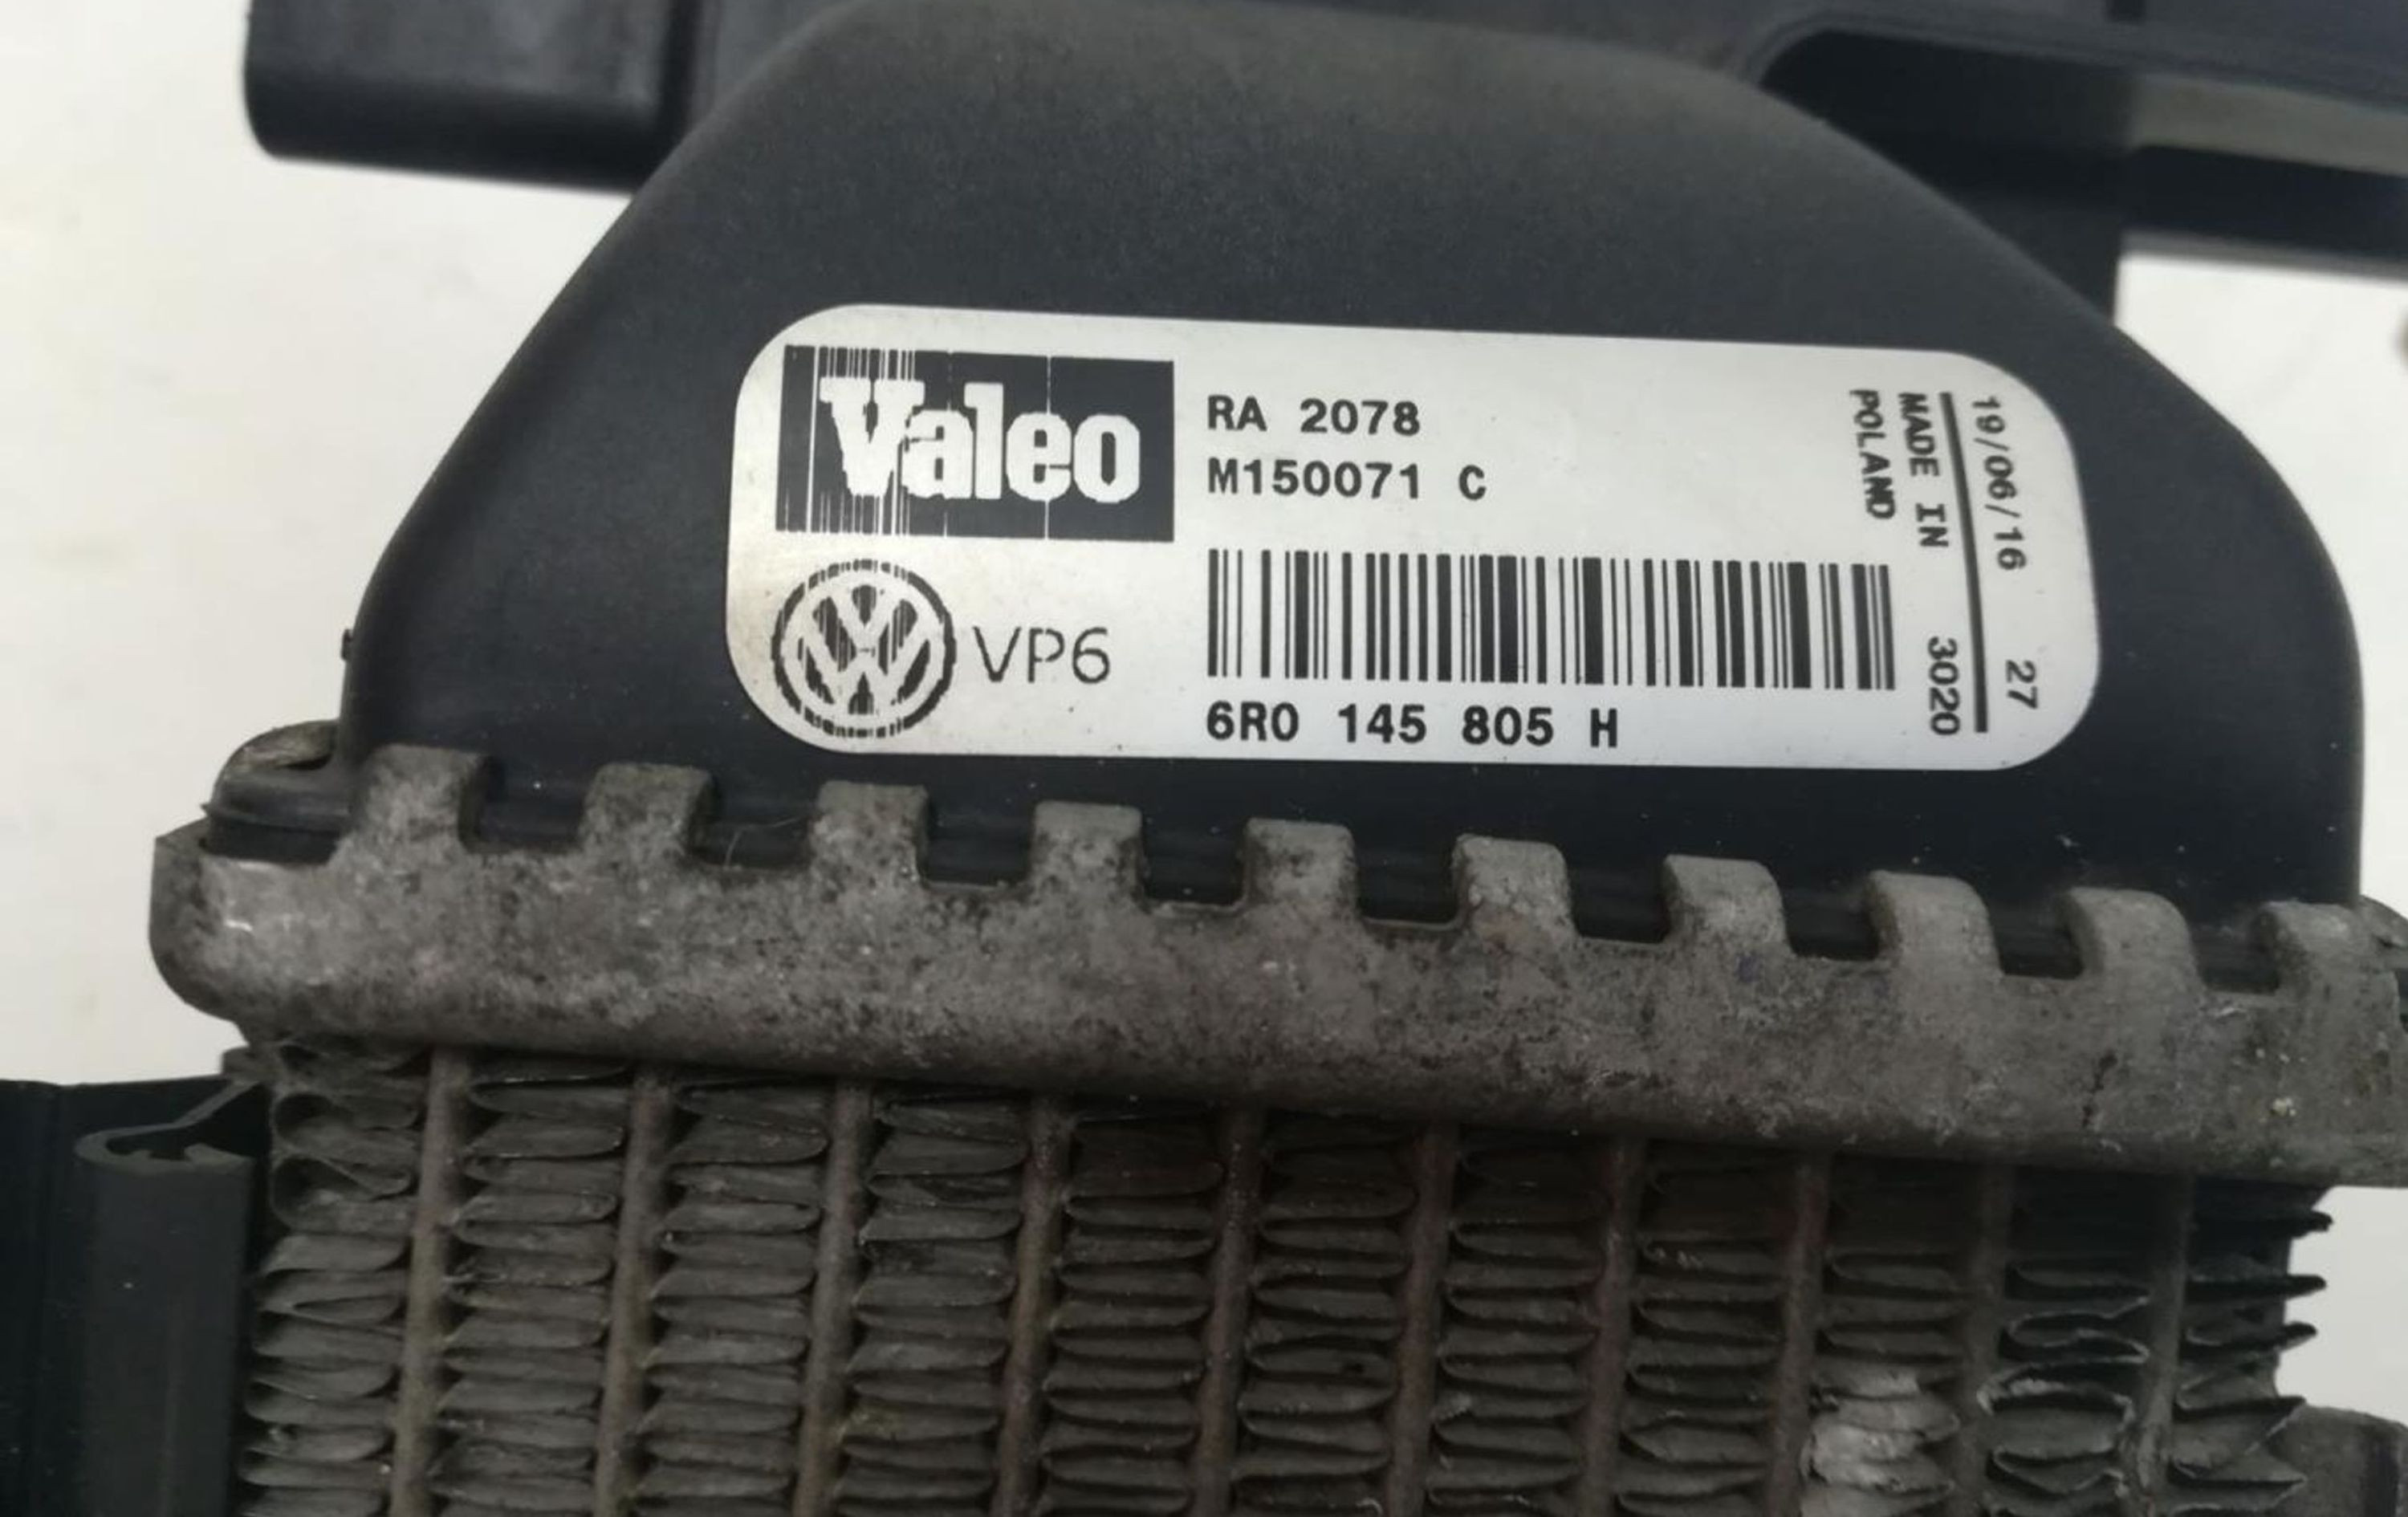 Valeo
RA 2078
M150071 C
VP6
6R0 145 805 H
19/06/16 27
MADE IN 3020
POLAND